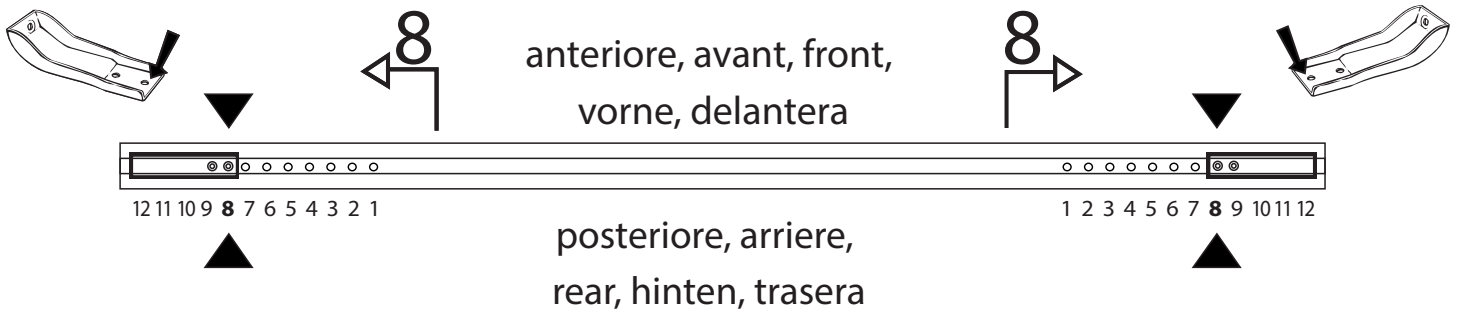 8 8
anteriore, avant, front,
vorne, delantera
12 11 10 9 8 7 6 5 4 3 2 1 1 2 3 4 5 6 7 8 9 10 11 12
posteriore, arriere,
rear, hinten, trasera